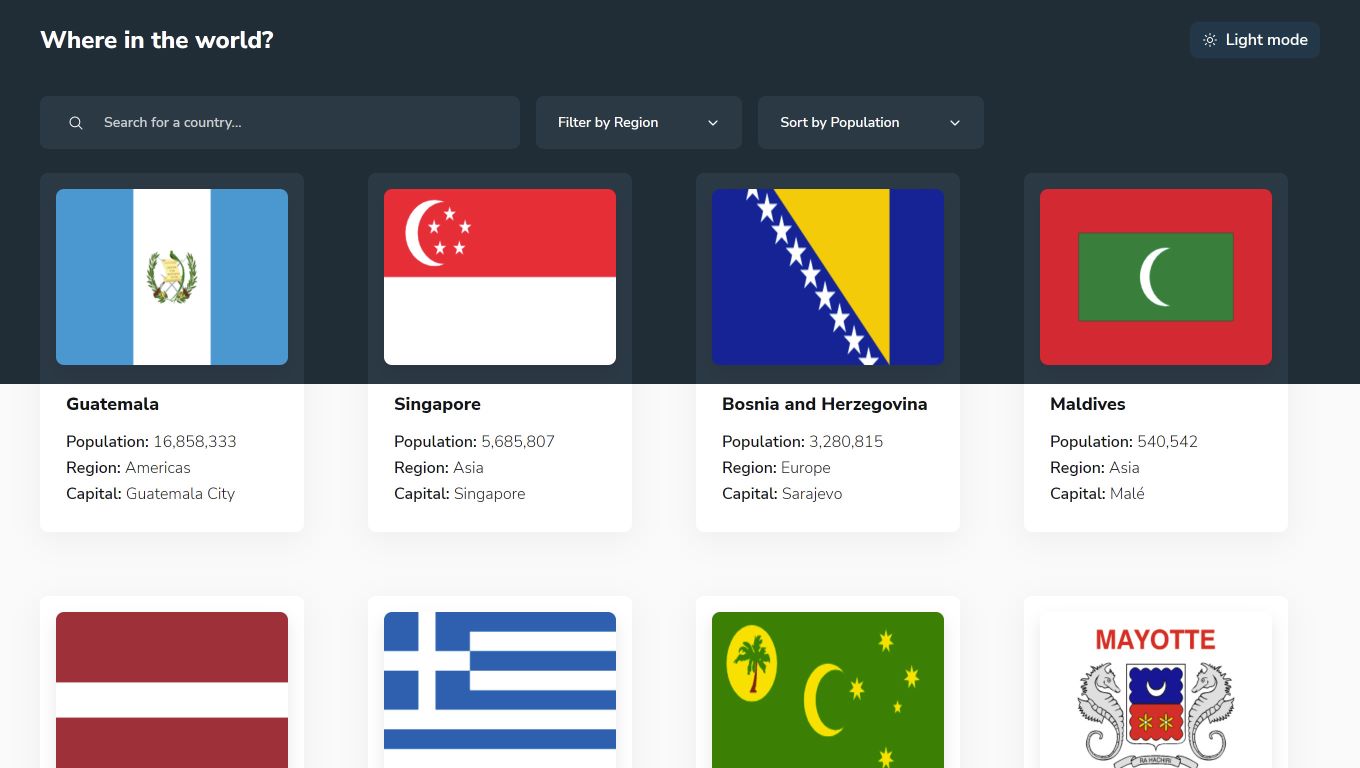 Where in the world?
Light mode
Search for a country...
Filter by Region
Sort by Population
Guatemala
Population: 16,858,333
Region: Americas
Capital: Guatemala City
Singapore
Population: 5,685,807
Region: Asia
Capital: Singapore
Bosnia and Herzegovina
Population: 3,280,815
Region: Europe
Capital: Sarajevo
Maldives
Population: 540,542
Region: Asia
Capital: Malé
MAYOTTE
RA HACHIRI